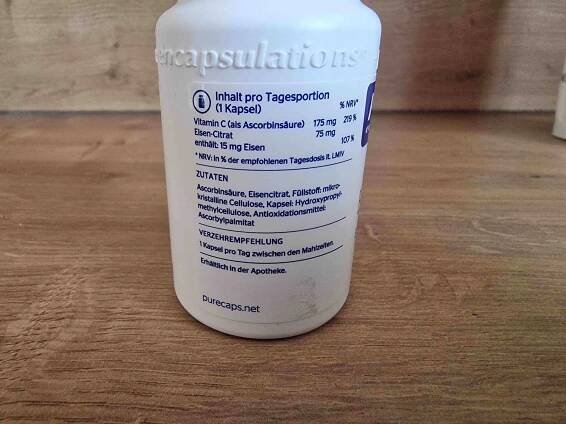 encapsulations
Inhalt pro Tagesportion
(1 Kapsel) % NRV*
Vitamin C (als Ascorbinsäure) 175 mg 219 %
Eisen-Citrat 75 mg
enthält: 15 mg Eisen 107 %
* NRV: in % der empfohlenen Tagesdosis lt. LMIV
ZUTATEN
Ascorbinsäure, Eisencitrat, Füllstoff: mikro-
kristalline Cellulose, Kapsel: Hydroxypropyl-
methylcellulose, Antioxidationsmittel:
Ascorbylpalmitat
VERZEHREMPFEHLUNG
1 Kapsel pro Tag zwischen den Mahlzeiten.
Erhältlich in der Apotheke.
purecaps.net